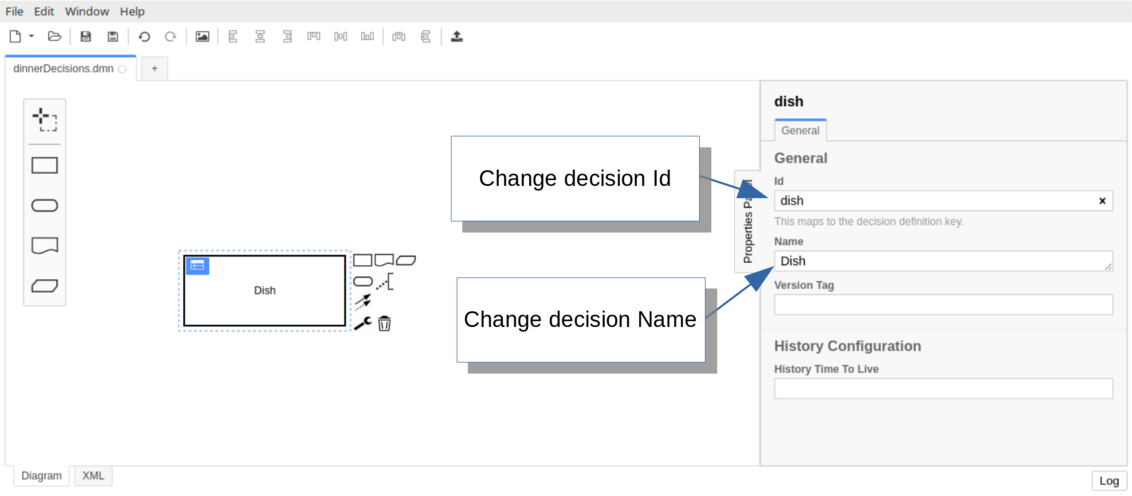 File Edit Window Help
dinnerDecisions.dmn
+
dish
General
General
Id
dish
This maps to the decision definition key.
Name
Dish
Version Tag
History Configuration
History Time To Live
Properties Panel
Change decision Id
Change decision Name
Dish
Diagram XML
Log